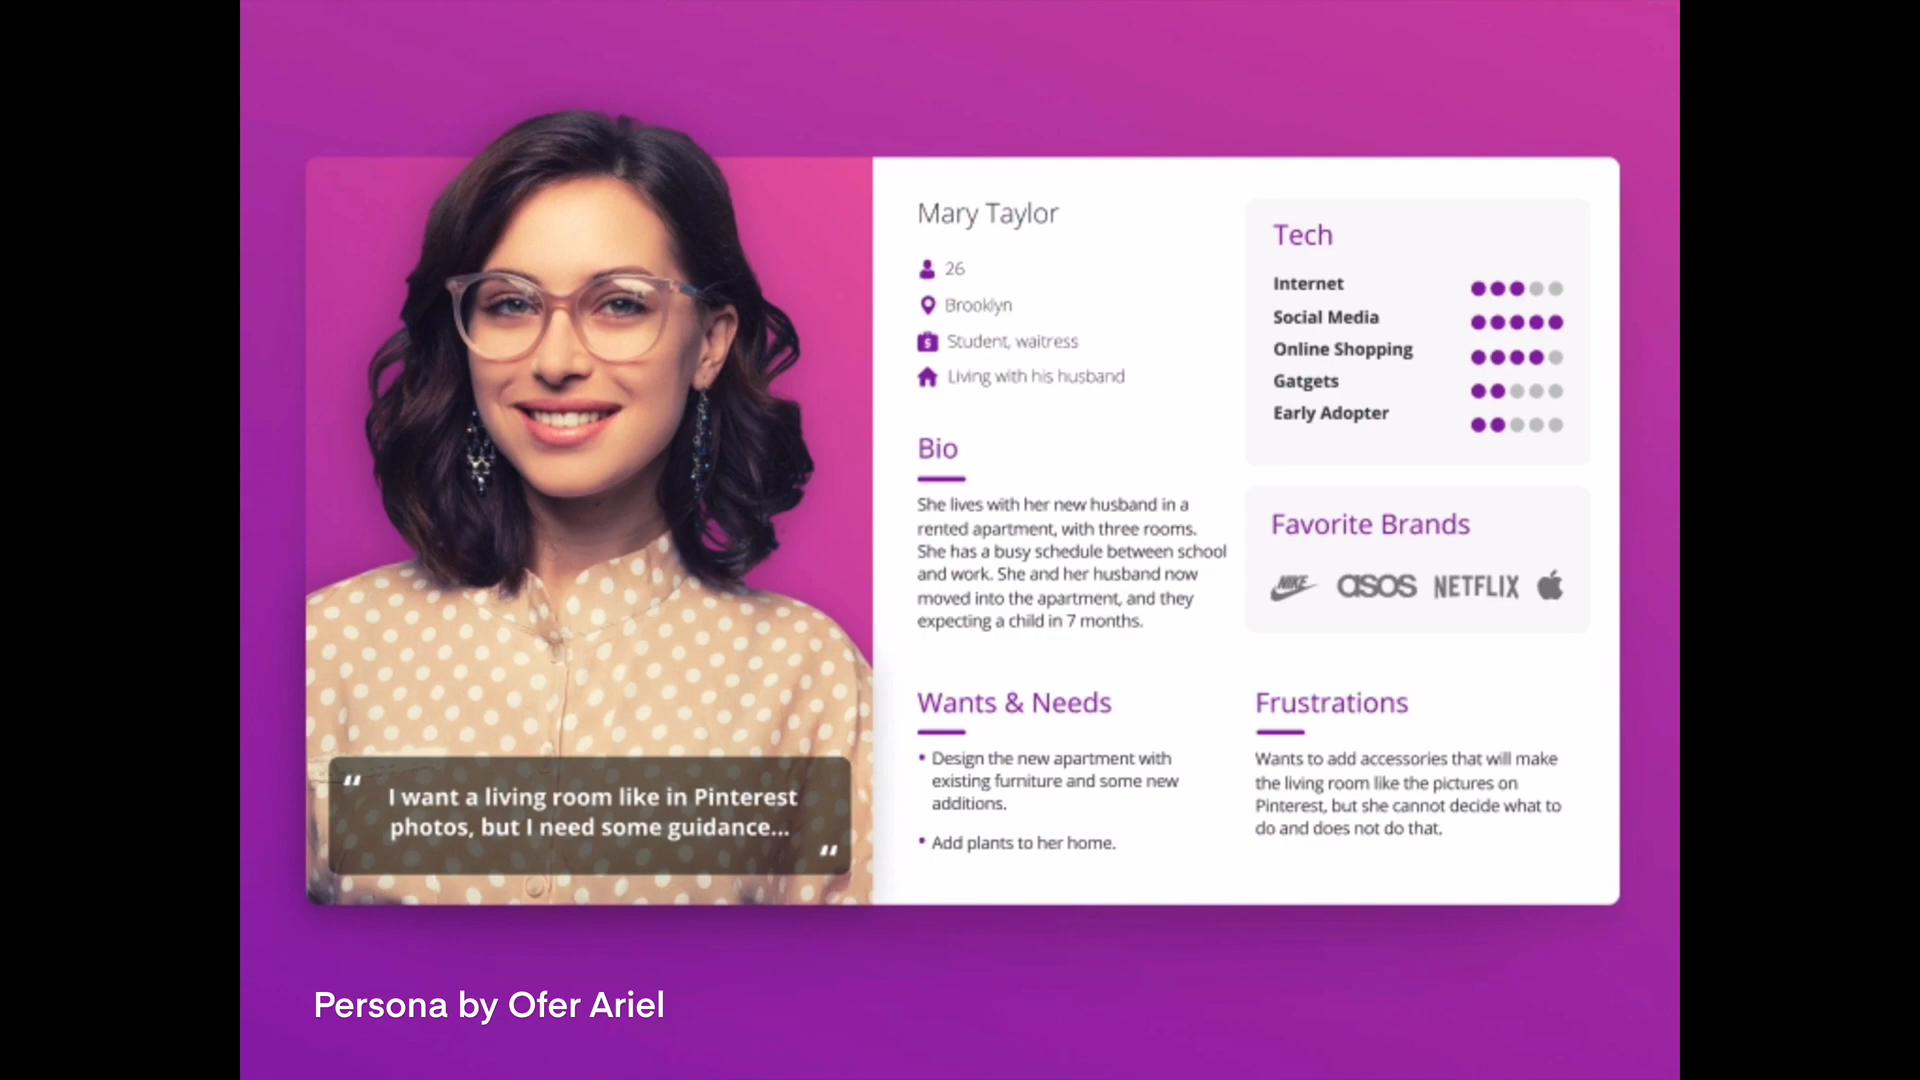 Mary Taylor
26
Brooklyn
Student, waitress
Living with his husband
Bio
She lives with her new husband in a
rented apartment, with three rooms.
She has a busy schedule between school
and work. She and her husband now
moved into the apartment, and they
expecting a child in 7 months.
Tech
Internet
Social Media
Online Shopping
Gatgets
Early Adopter
Favorite Brands
NIKE asos NETFLIX
Wants & Needs
• Design the new apartment with
existing furniture and some new
additions.
• Add plants to her home.
Frustrations
Wants to add accessories that will make
the living room like the pictures on
Pinterest, but she cannot decide what to
do and does not do that.
“ I want a living room like in Pinterest
photos, but I need some guidance... “
Persona by Ofer Ariel